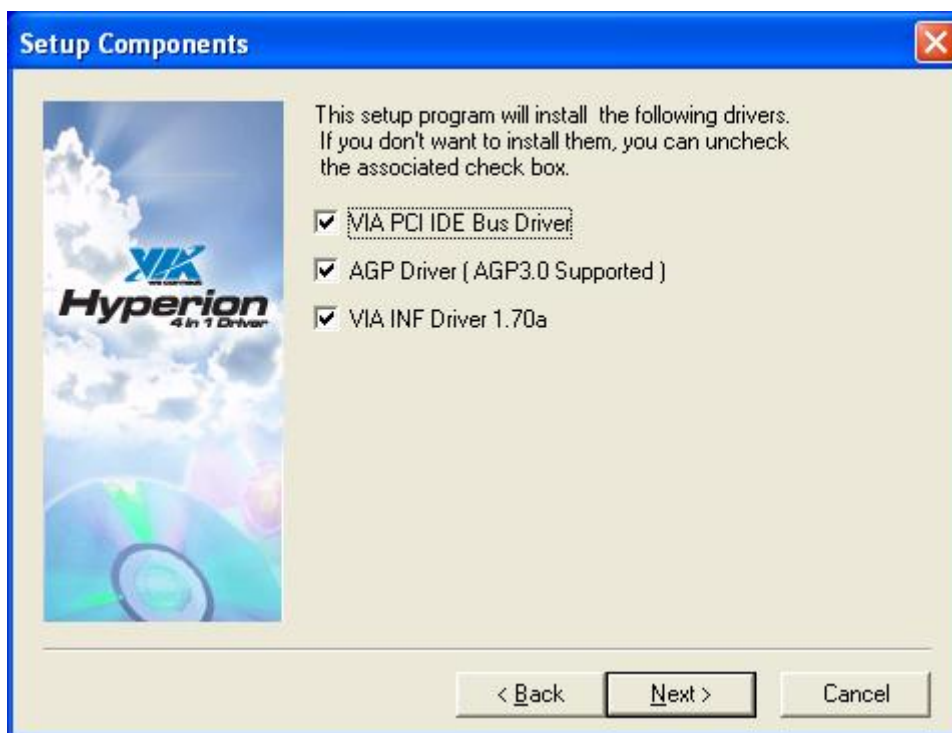 Setup Components
This setup program will install the following drivers.
If you don't want to install them, you can uncheck
the associated check box.
VIA PCI IDE Bus Driver
AGP Driver ( AGP3.0 Supported )
VIA INF Driver 1.70a
VIA
Hyperion
4 in 1 Driver
< Back
Next >
Cancel